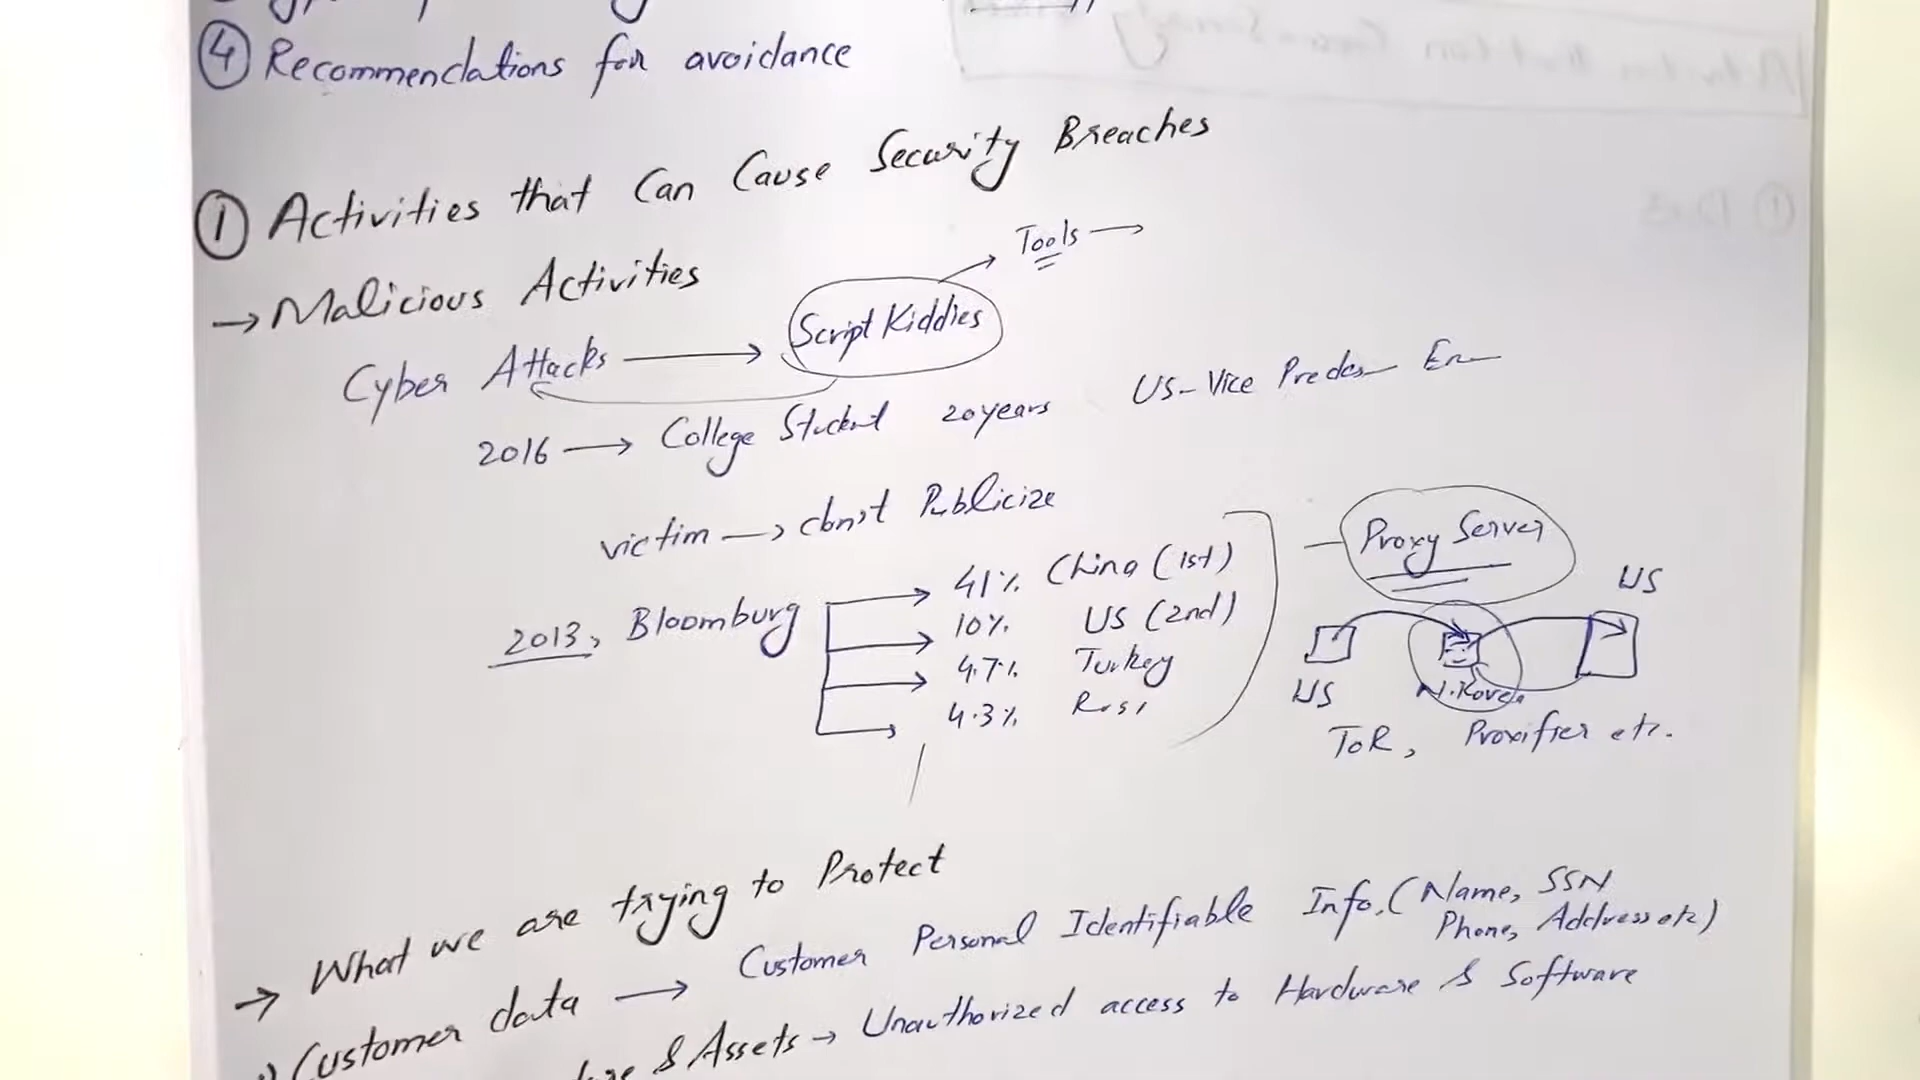 ④ Recommendations for avoidance
① Activities that Can Cause Security Breaches
→ Malicious Activities
Tools →
Cyber Attacks → Script Kiddies
2016 → College Student 20years US-Vice
victim → don't Publicize
2013, Bloomburg
41% China (1st)
10% US (2nd)
4.7% Turkey
4.3%
Proxy Server
US
US
N.Korea
ToR, Proxifier etc.
→ What we are trying to Protect
Customer data → Customer Personal Identifiable Info. (Name, SSN
Phone, Address etc)
& Assets → Unauthorized access to Hardware & Software